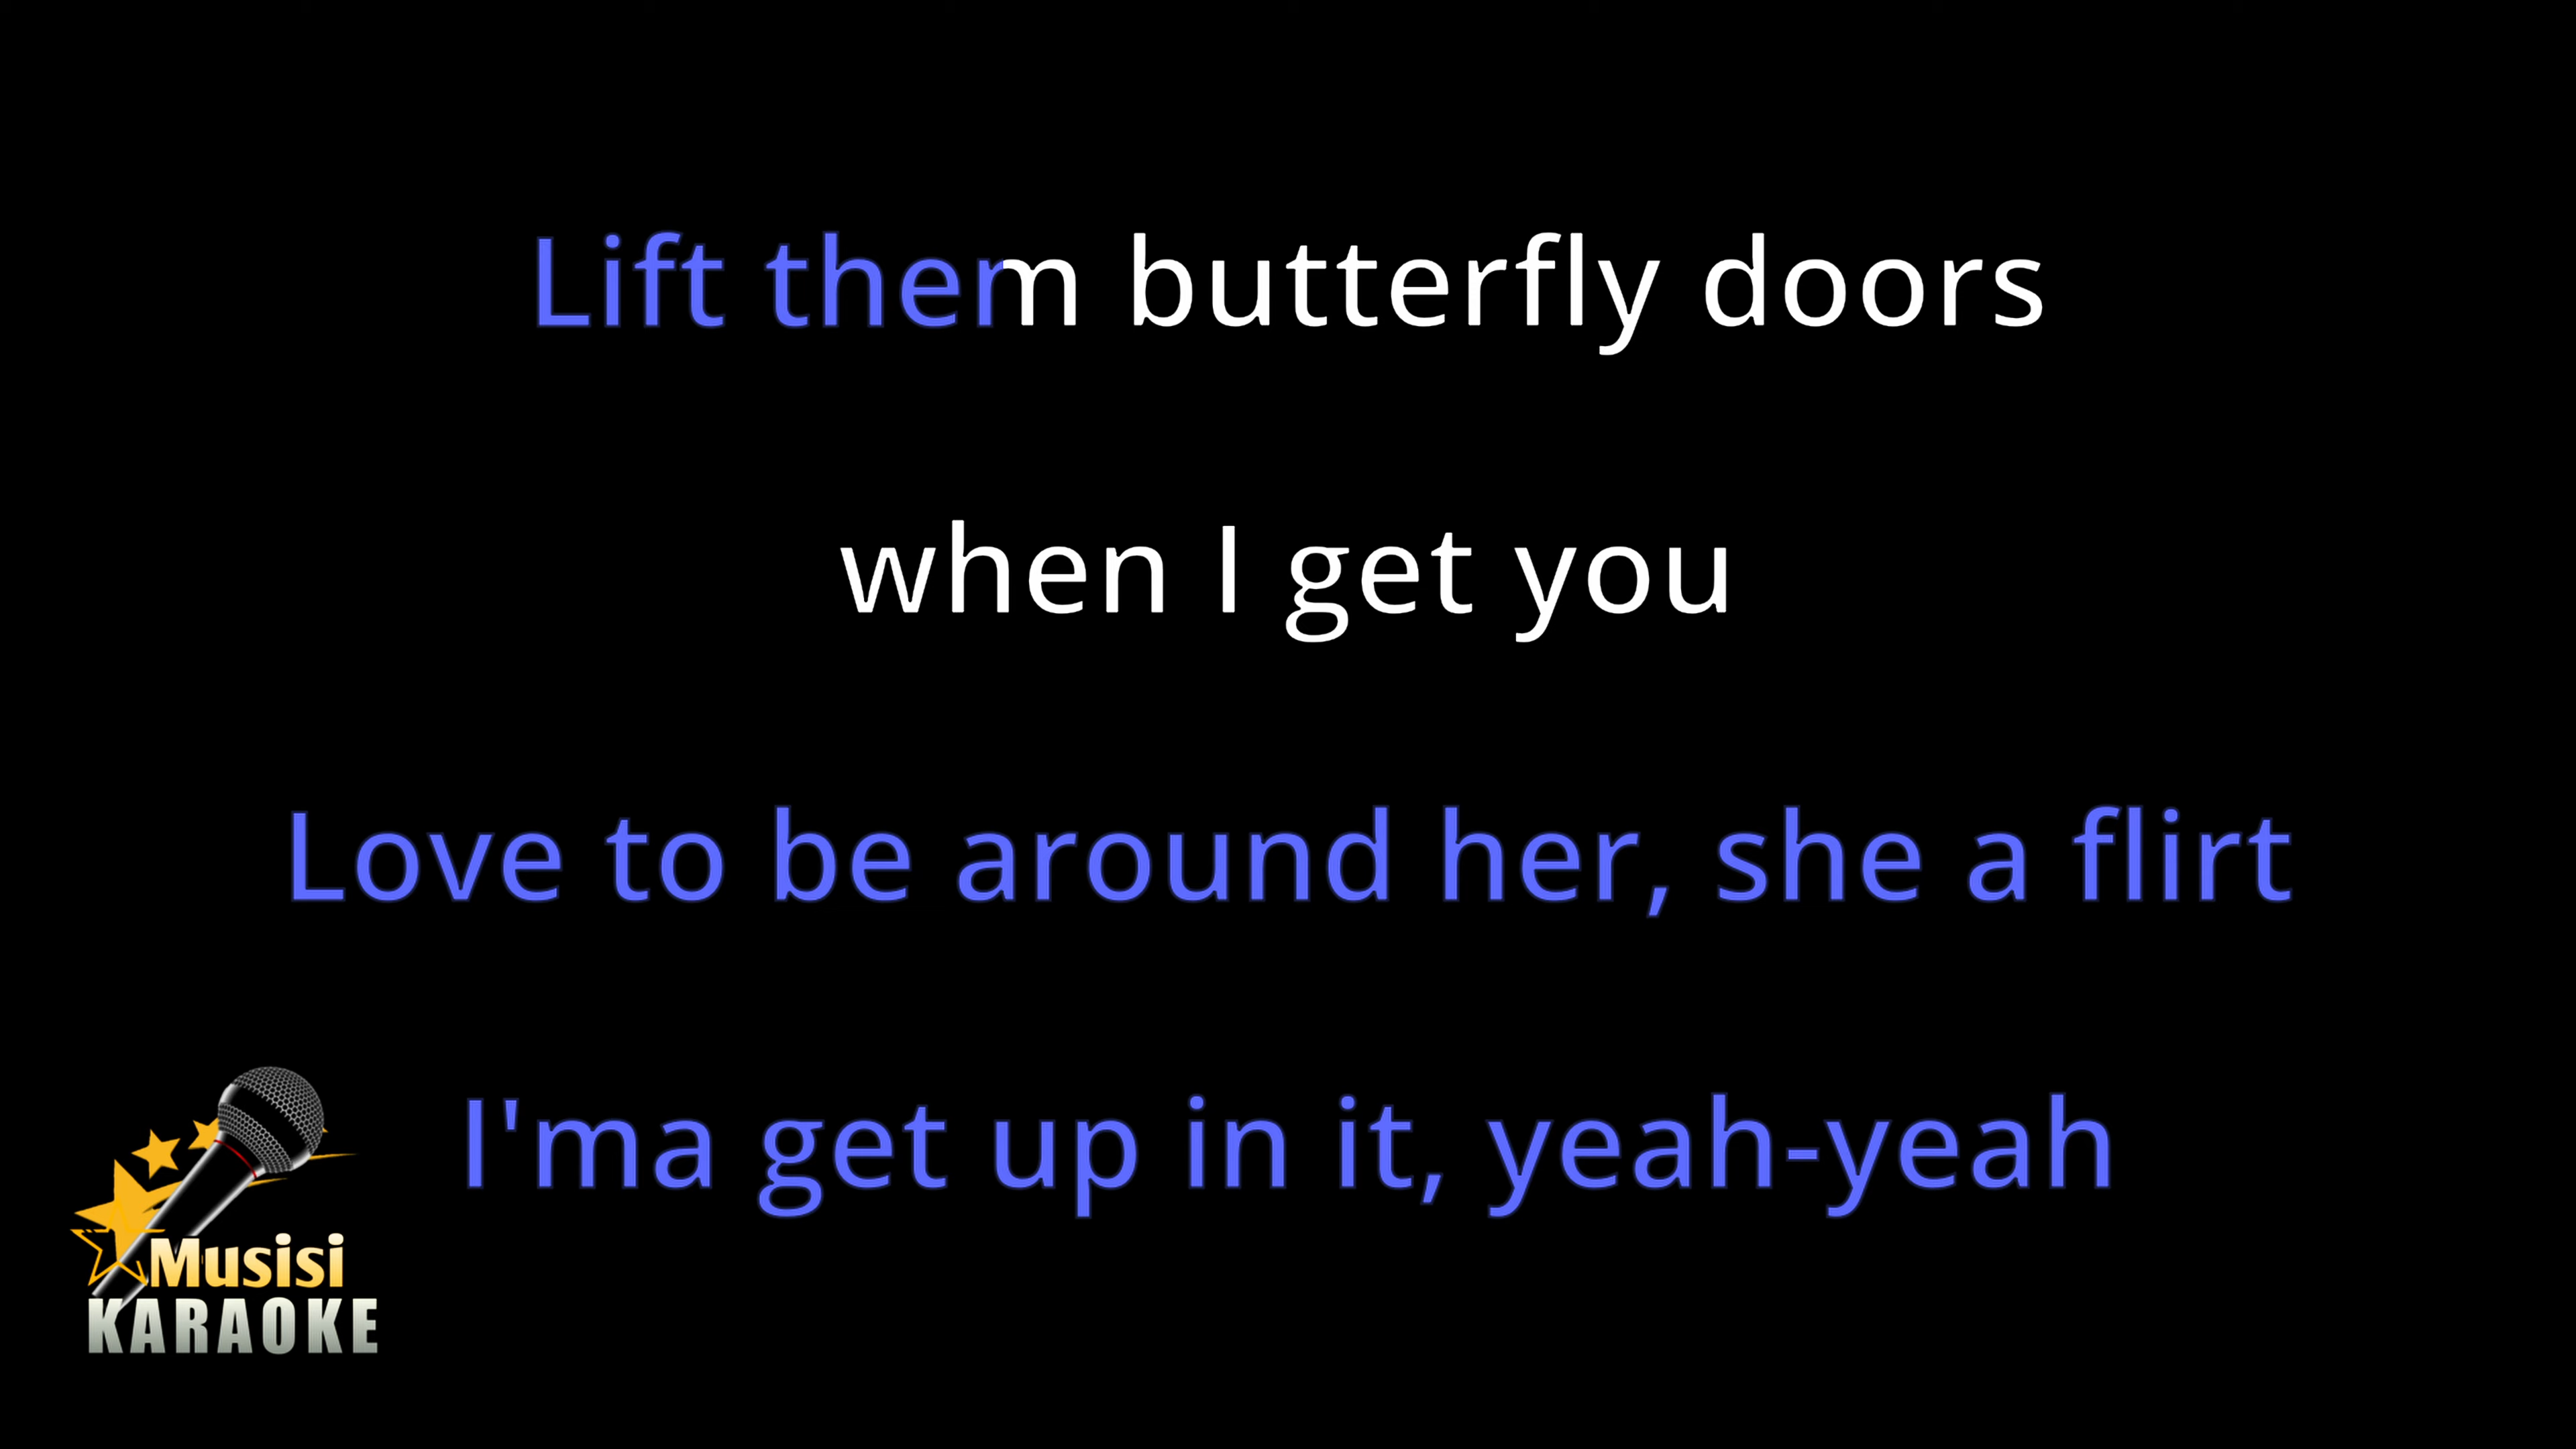 Lift them butterfly doors
when I get you
Love to be around her, she a flirt
I'ma get up in it, yeah-yeah
Musisi
KARAOKE